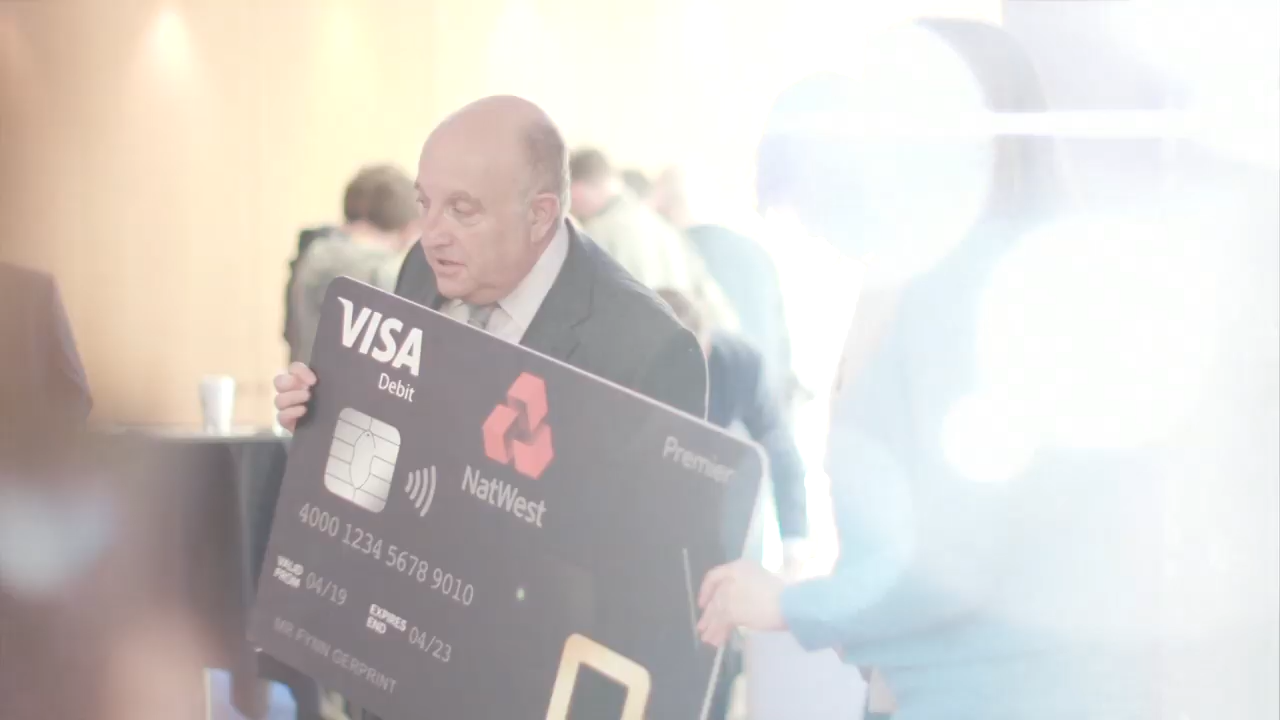 VISA
Debit
NatWest
Premier
4000 1234 5678 9010
VALID
FROM 04/19
EXPIRES
END 04/23
MR FYNN GERPRINT